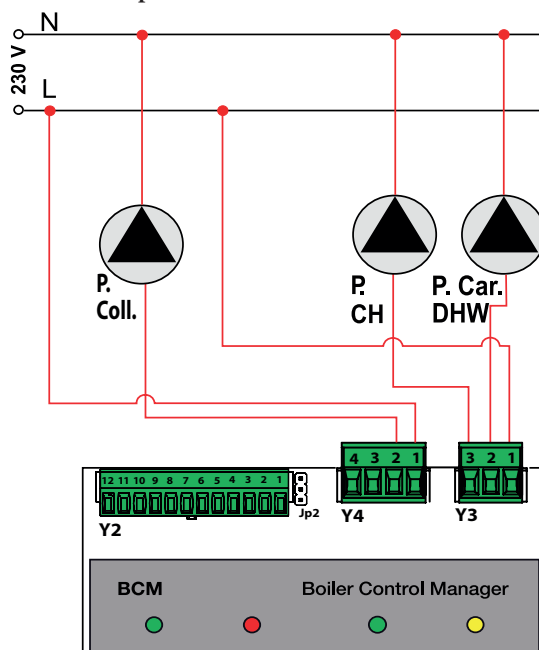 N
230 V
L
P.
Coll.
P.
CH
P. Car.
DHW
4 3 2 1
3 2 1
12 11 10 9 8 7 6 5 4 3 2 1
Jp2
Y2
Y4
Y3
BCM
Boiler Control Manager